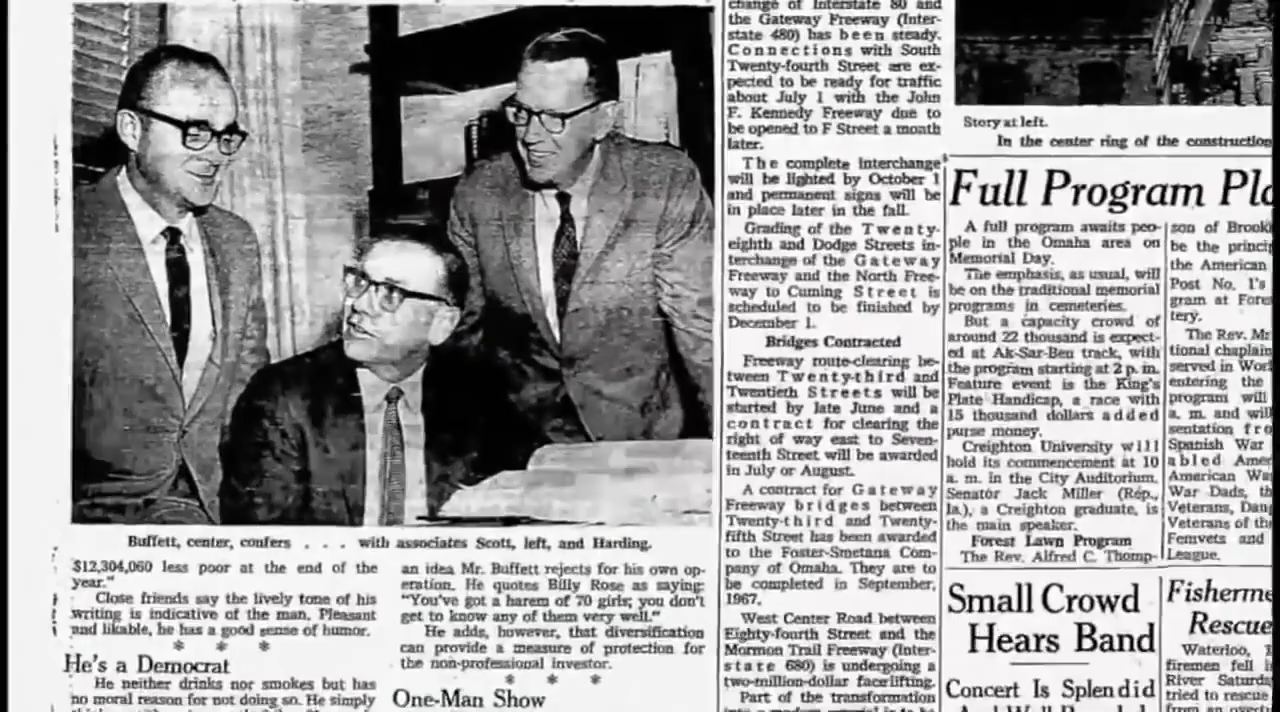 Buffett, center, confers . . . with associates Scott, left, and Harding.
$12,304,060 less poor at the end of the
year."
Close friends say the lively tone of his
writing is indicative of the man. Pleasant
and likable, he has a good sense of humor.
* * *
He's a Democrat
He neither drinks nor smokes but has
no moral reason for not doing so. He simply
an idea Mr. Buffett rejects for his own op-
eration. He quotes Billy Rose as saying:
"You've got a harem of 70 girls; you don't
get to know any of them very well."
He adds, however, that diversification
can provide a measure of protection for
the non-professional investor.
* * *
One-Man Show
change of Interstate 80 and
the Gateway Freeway (Inter-
state 480) has been steady.
Connections with South
Twenty-fourth Street are ex-
pected to be ready for traffic
about July 1 with the John
F. Kennedy Freeway due to
be opened to F Street a month
later.
The complete interchange
will be lighted by October 1
and permanent signs will be
in place later in the fall.
Grading of the Twenty-
eighth and Dodge Streets in-
terchange of the Gateway
Freeway and the North Free-
way to Cuming Street is
scheduled to be finished by
December 1.
Bridges Contracted
Freeway route-clearing be-
tween Twenty-third and
Twentieth Streets will be
started by late June and a
contract for clearing the
right of way east to Seven-
teenth Street will be awarded
in July or August.
A contract for Gateway
Freeway bridges between
Twenty-third and Twenty-
fifth Street has been awarded
to the Foster-Smetana Com-
pany of Omaha. They are to
be completed in September,
1967.
West Center Road between
Eighty-fourth Street and the
Mormon Trail Freeway (Inter-
state 680) is undergoing a
two-million-dollar facelifting.
Part of the transformation
Story at left.
In the center ring of the construction
Full Program Pla
A full program awaits peo-
ple in the Omaha area on
Memorial Day.
The emphasis, as usual, will
be on the traditional memorial
programs in cemeteries.
But a capacity crowd of
around 22 thousand is expect-
ed at Ak-Sar-Ben track, with
the program starting at 2 p. m.
Feature event is the King's
Plate Handicap, a race with
15 thousand dollars added
purse money.
Creighton University will
hold its commencement at 10
a. m. in the City Auditorium.
Senator Jack Miller (Rep.,
Ia.), a Creighton graduate, is
the main speaker.
Forest Lawn Program
The Rev. Alfred C. Thomp-
son of Brook
be the princip
the American
Post No. 1's
gram at Fore
tery.
The Rev. Mr
tional chaplain
served in Wor
entering the
program will
a. m. and will
sentation fro
Spanish War
abled Amer
American Wa
War Dads, th
Veterans, Dau
Veterans of the
Femvets and
League.
Small Crowd
Hears Band
Concert Is Splendid
Fisherme
Rescue
Waterloo,
firemen fell
River Saturda
tried to rescue